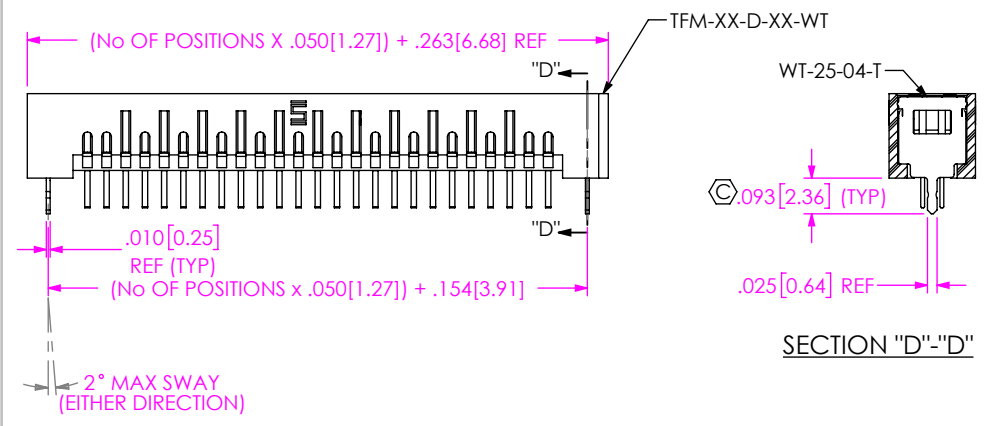 TFM-XX-D-XX-WT
(No OF POSITIONS X .050[1.27]) + .263[6.68] REF
"D"
WT-25-04-T
C .093[2.36] (TYP)
"D"
.010[0.25]
REF (TYP)
(No OF POSITIONS x .050[1.27]) + .154[3.91]
.025[0.64] REF
SECTION "D"-"D"
2° MAX SWAY
(EITHER DIRECTION)